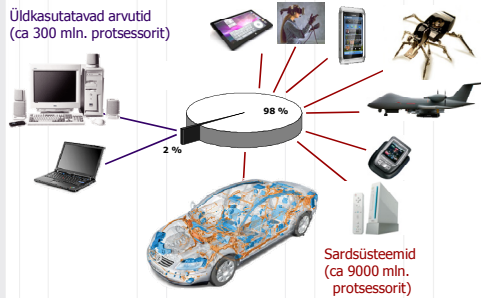 Üldkasutatavad arvutid
(ca 300 mln. protsessorit)
98 %
2 %
Sardsüsteemid
(ca 9000 mln.
protsessorit)